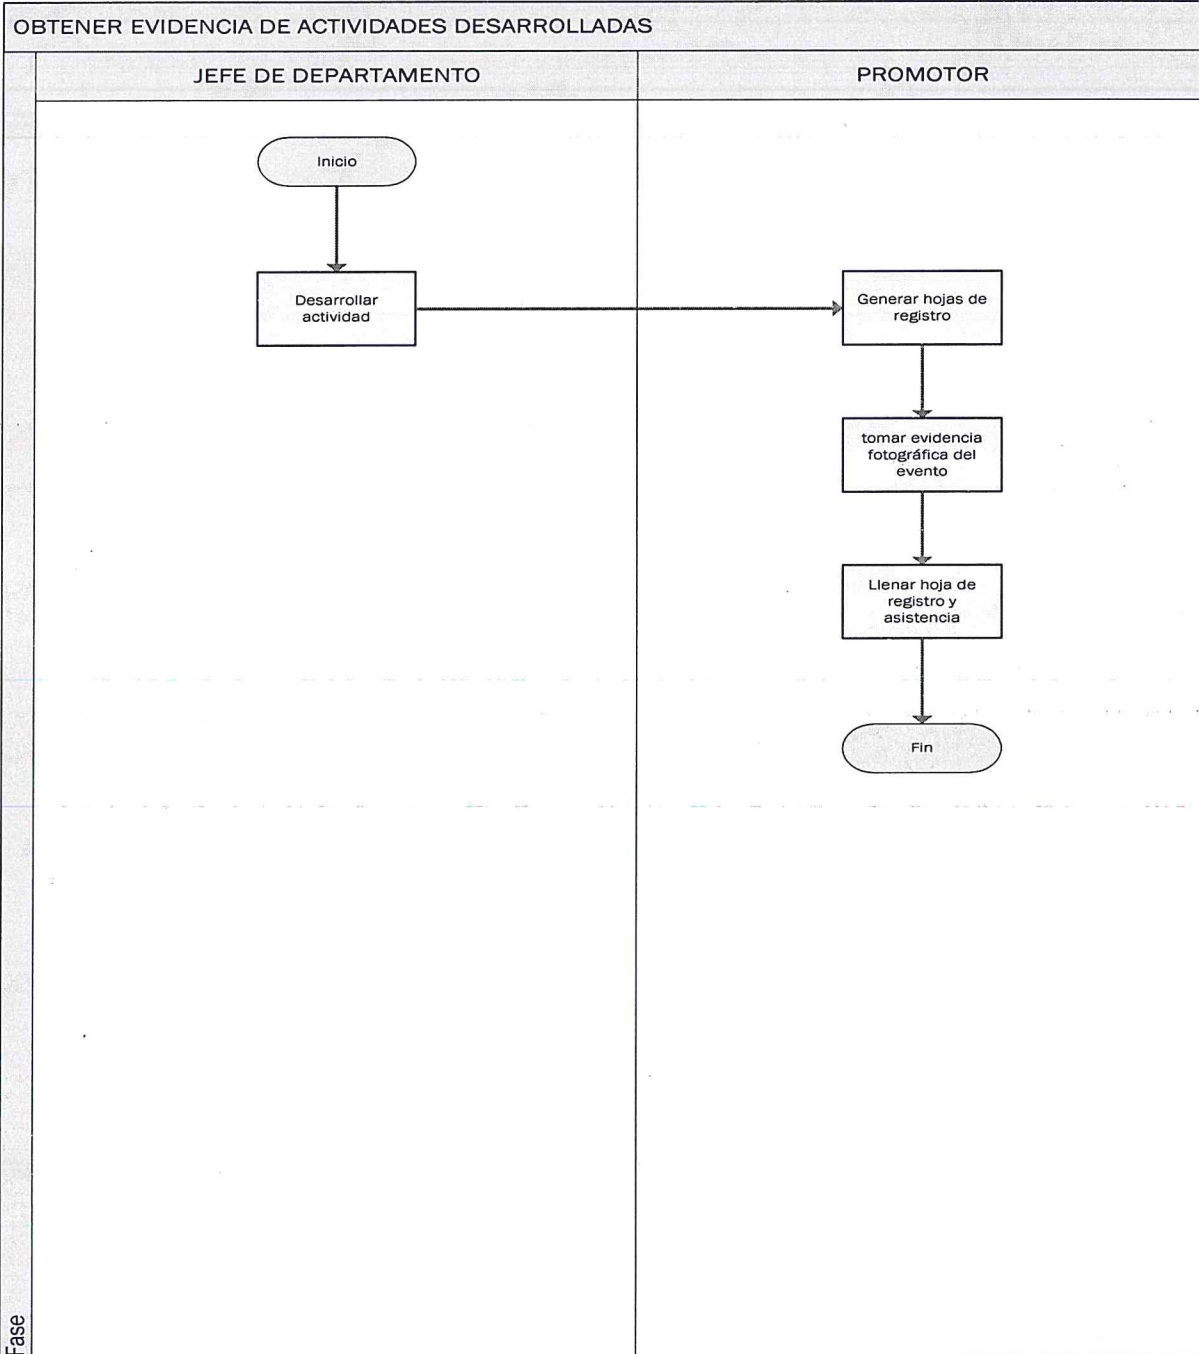 OBTENER EVIDENCIA DE ACTIVIDADES DESARROLLADAS
JEFE DE DEPARTAMENTO
PROMOTOR
Inicio
Desarrollar
actividad
Generar hojas de
registro
tomar evidencia
fotográfica del
evento
Llenar hoja de
registro y
asistencia
Fin
Fase